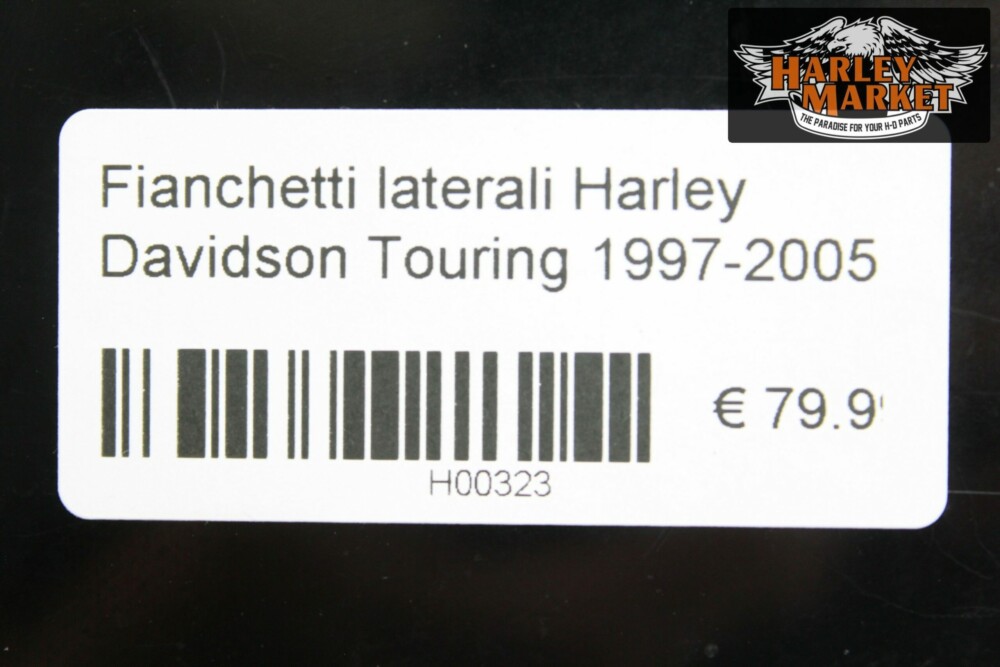 HARLEY
MARKET
THE PARADISE FOR YOUR H-D PARTS
Fianchetti laterali Harley
Davidson Touring 1997-2005
€ 79.9
H00323